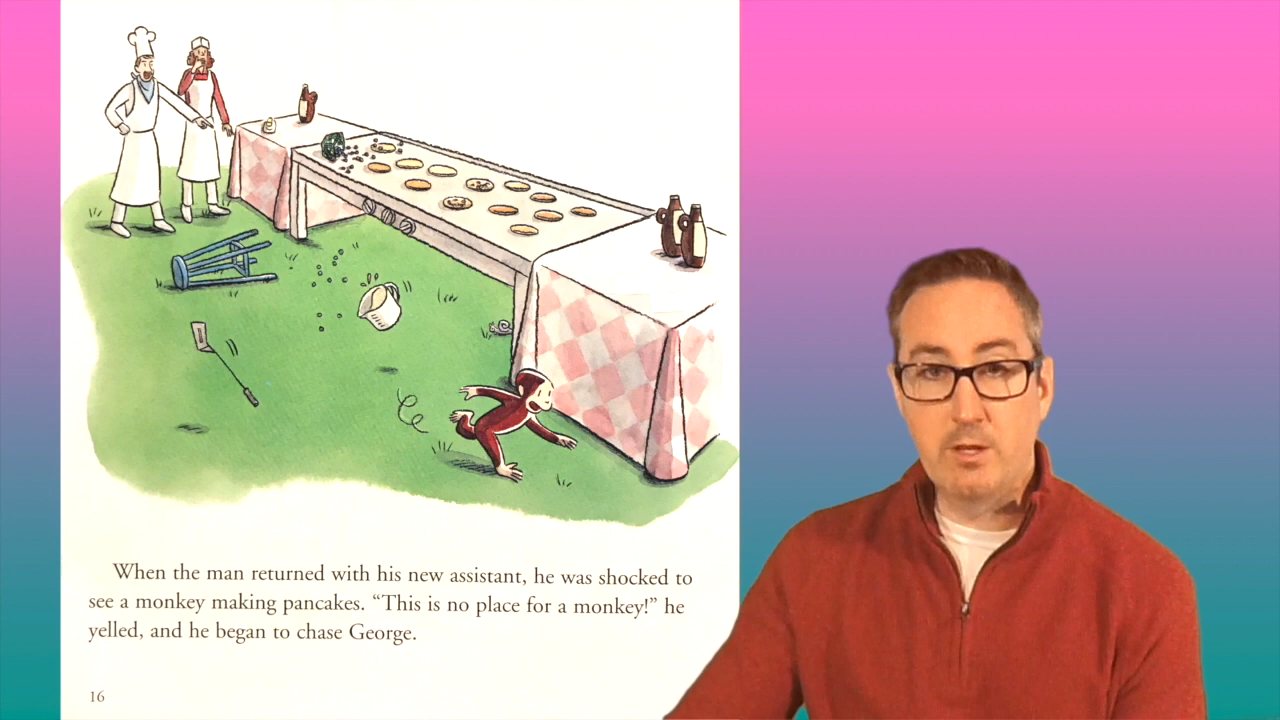 When the man returned with his new assistant, he was shocked to
see a monkey making pancakes. “This is no place for a monkey!” he
yelled, and he began to chase George.
16